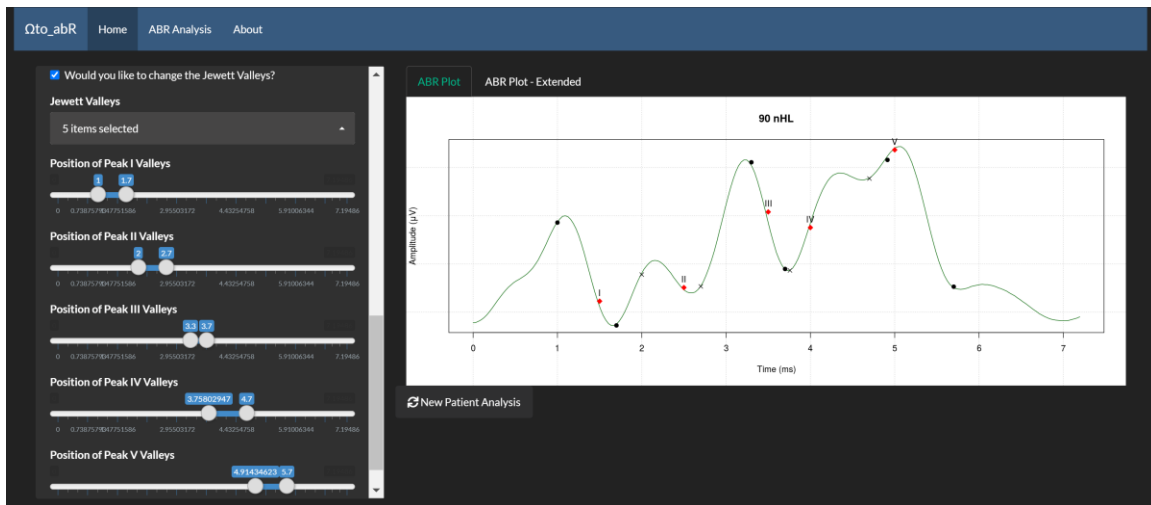 Ωto_abR Home ABR Analysis About
Would you like to change the Jewett Valleys?
Jewett Valleys
5 items selected
Position of Peak I Valleys
1 1.7
2.95503172 4.43254758 5.91006344 7.19486
Position of Peak II Valleys
2 2.7
2.95503172 4.43254758 5.91006344 7.19486
Position of Peak III Valleys
3.3 3.7
2.95503172 4.43254758 5.91006344 7.19486
Position of Peak IV Valleys
3.75802947 4.7
2.95503172 4.43254758 5.91006344 7.19486
Position of Peak V Valleys
4.91434623 5.7
ABR Plot ABR Plot - Extended
90 nHL
Amplitude (µV)
I
II
III
IV
V
0 1 2 3 4 5 6 7
Time (ms)
New Patient Analysis